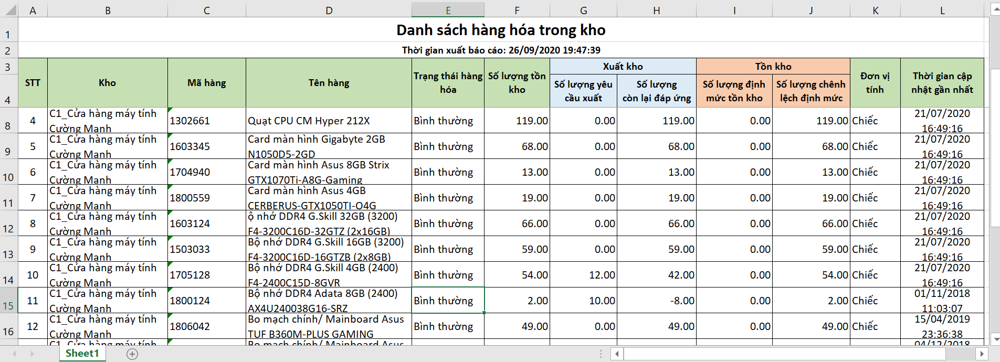 A B C D E F G H I J K L
1 Danh sách hàng hóa trong kho
2 Thời gian xuất báo cáo: 26/09/2020 19:47:39
3 STT Kho Mã hàng Tên hàng Trạng thái hàng hóa Số lượng tồn kho Xuất kho Tồn kho Đơn vị tính Thời gian cập nhật gần nhất
4 Số lượng yêu cầu xuất Số lượng còn lại đáp ứng Số lượng định mức tồn kho Số lượng chênh lệch định mức
8 4 C1_Cửa hàng máy tính Cường Mạnh 1302661 Quạt CPU CM Hyper 212X Bình thường 119.00 0.00 119.00 0.00 119.00 Chiếc 21/07/2020 16:49:16
9 5 C1_Cửa hàng máy tính Cường Mạnh 1603345 Card màn hình Gigabyte 2GB N1050D5-2GD Bình thường 68.00 0.00 68.00 0.00 68.00 Chiếc 21/07/2020 16:49:16
10 6 C1_Cửa hàng máy tính Cường Mạnh 1704940 Card màn hình Asus 8GB Strix GTX1070Ti-A8G-Gaming Bình thường 13.00 0.00 13.00 0.00 13.00 Chiếc 21/07/2020 16:49:16
11 7 C1_Cửa hàng máy tính Cường Mạnh 1800559 Card màn hình Asus 4GB CERBERUS-GTX1050TI-O4G Bình thường 19.00 0.00 19.00 0.00 19.00 Chiếc 21/07/2020 16:49:16
12 8 C1_Cửa hàng máy tính Cường Mạnh 1603124 ộ nhớ DDR4 G.Skill 32GB (3200) F4-3200C16D-32GTZ (2x16GB) Bình thường 66.00 0.00 66.00 0.00 66.00 Chiếc 21/07/2020 16:49:16
13 9 C1_Cửa hàng máy tính Cường Mạnh 1503033 Bộ nhớ DDR4 G.Skill 16GB (3200) F4-3200C16D-16GTZB (2x8GB) Bình thường 59.00 0.00 59.00 0.00 59.00 Chiếc 21/07/2020 16:49:16
14 10 C1_Cửa hàng máy tính Cường Mạnh 1705128 Bộ nhớ DDR4 G.Skill 4GB (2400) F4-2400C15D-8GVR Bình thường 54.00 12.00 42.00 0.00 54.00 Chiếc 21/07/2020 16:49:16
15 11 C1_Cửa hàng máy tính Cường Mạnh 1800124 Bộ nhớ DDR4 Adata 8GB (2400) AX4U240038G16-SRZ Bình thường 2.00 10.00 -8.00 0.00 2.00 Chiếc 01/11/2018 11:03:07
16 12 C1_Cửa hàng máy tính Cường Mạnh 1806042 Bo mạch chính/ Mainboard Asus TUF B360M-PLUS GAMING Bình thường 49.00 0.00 49.00 0.00 49.00 Chiếc 15/04/2019 23:36:38
C1_Cửa hàng máy tính Bo mạch chính/ Mainboard Asus 04/12/2018
Sheet1